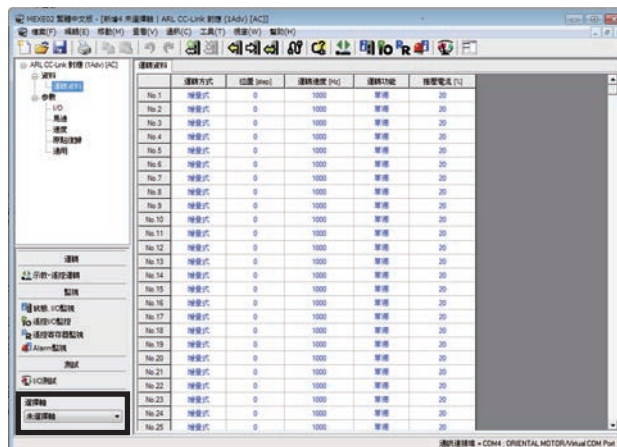 MEXE02 繁體中文版 - [新增4 未選擇軸 | ARL CC-Link 對應 (1Adv) [AC]]
檔案(F) 編輯(E) 移動(M) 查看(V) 通訊(C) 工具(T) 視窗(W) 幫助(H)
ARL CC-Link 對應 (1Adv) [AC]
資料
運轉資料
參數
I/O
馬達
速度
原點復歸
通用
運轉
示教·遙控運轉
監視
狀態, I/O監視
遙控I/O監控
遙控寄存器監視
Alarm監視
測試
I/O測試
選擇軸
未選擇軸
運轉資料
運轉方式 位置 [step] 運轉速度 [Hz] 運轉功能 推壓電流 [%]
No.1 增量式 0 1000 單獨 20
No.2 增量式 0 1000 單獨 20
No.3 增量式 0 1000 單獨 20
No.4 增量式 0 1000 單獨 20
No.5 增量式 0 1000 單獨 20
No.6 增量式 0 1000 單獨 20
No.7 增量式 0 1000 單獨 20
No.8 增量式 0 1000 單獨 20
No.9 增量式 0 1000 單獨 20
No.10 增量式 0 1000 單獨 20
No.11 增量式 0 1000 單獨 20
No.12 增量式 0 1000 單獨 20
No.13 增量式 0 1000 單獨 20
No.14 增量式 0 1000 單獨 20
No.15 增量式 0 1000 單獨 20
No.16 增量式 0 1000 單獨 20
No.17 增量式 0 1000 單獨 20
No.18 增量式 0 1000 單獨 20
No.19 增量式 0 1000 單獨 20
No.20 增量式 0 1000 單獨 20
No.21 增量式 0 1000 單獨 20
No.22 增量式 0 1000 單獨 20
No.23 增量式 0 1000 單獨 20
No.24 增量式 0 1000 單獨 20
No.25 增量式 0 1000 單獨 20
通訊連接埠 = COM4 : ORIENTAL MOTOR/Virtual COM Port